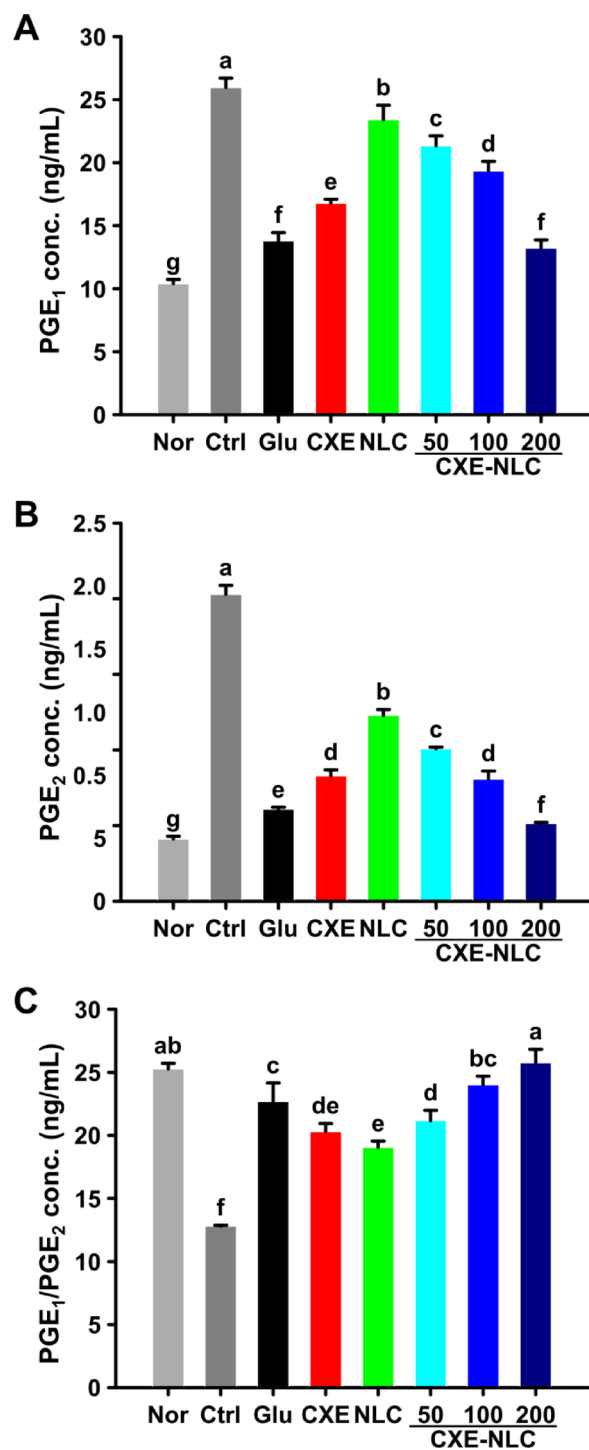 A
PGE₁ conc. (ng/mL)
30
25
20
15
10
5
0
g
a
f
e
b
c
d
f
Nor Ctrl Glu CXE NLC 50 100 200
CXE-NLC
B
PGE₂ conc. (ng/mL)
2.5
2.0
1.5
1.0
0.5
5
0
g
a
e
d
b
c
d
f
Nor Ctrl Glu CXE NLC 50 100 200
CXE-NLC
C
PGE₁/PGE₂ conc. (ng/mL)
30
25
20
15
10
5
0
ab
f
c
de
e
d
bc
a
Nor Ctrl Glu CXE NLC 50 100 200
CXE-NLC